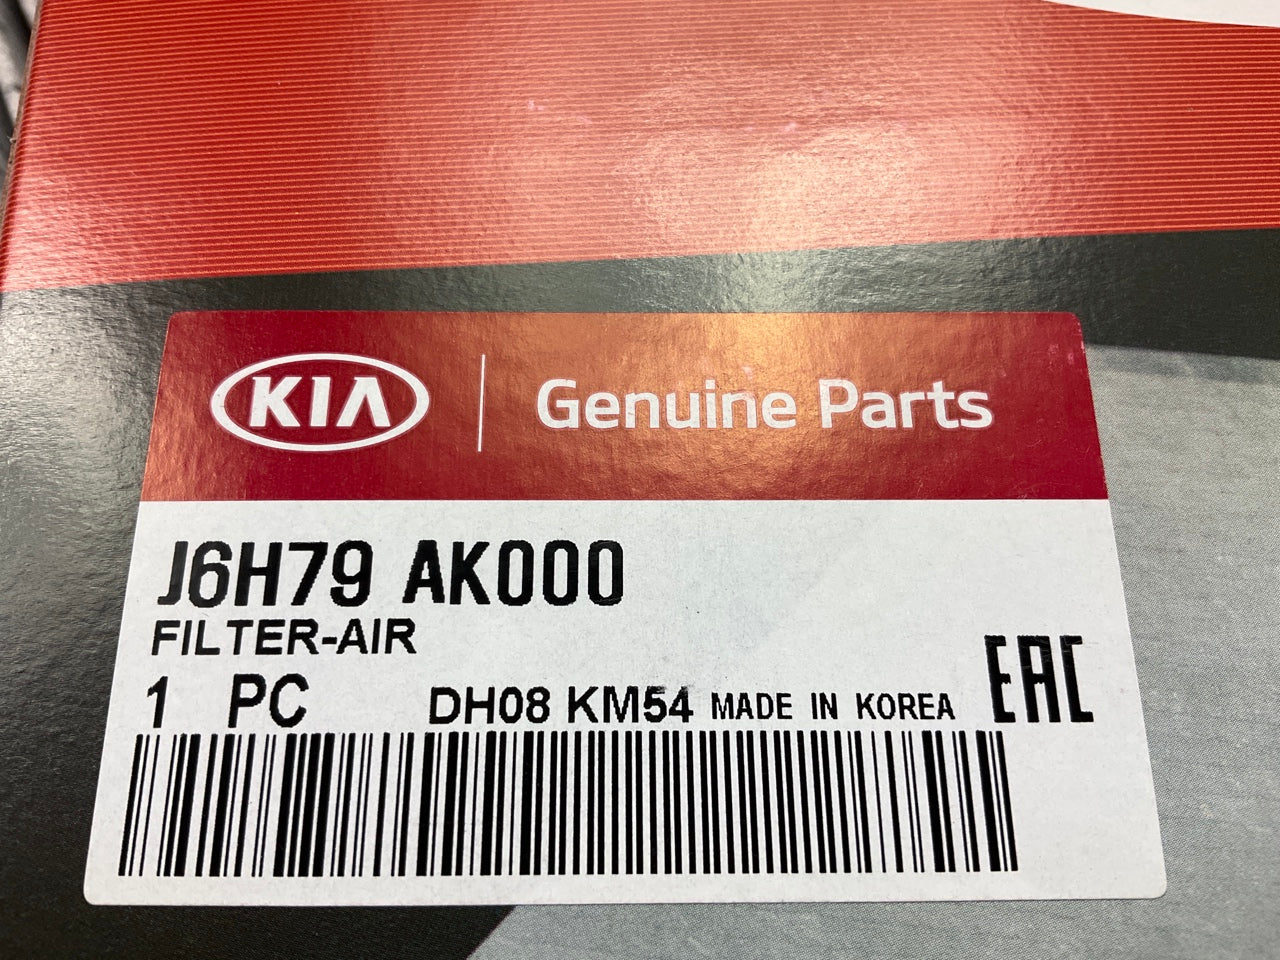 KIA Genuine Parts
J6H79 AK000
FILTER-AIR
1 PC DH08 KM54 MADE IN KOREA EAC